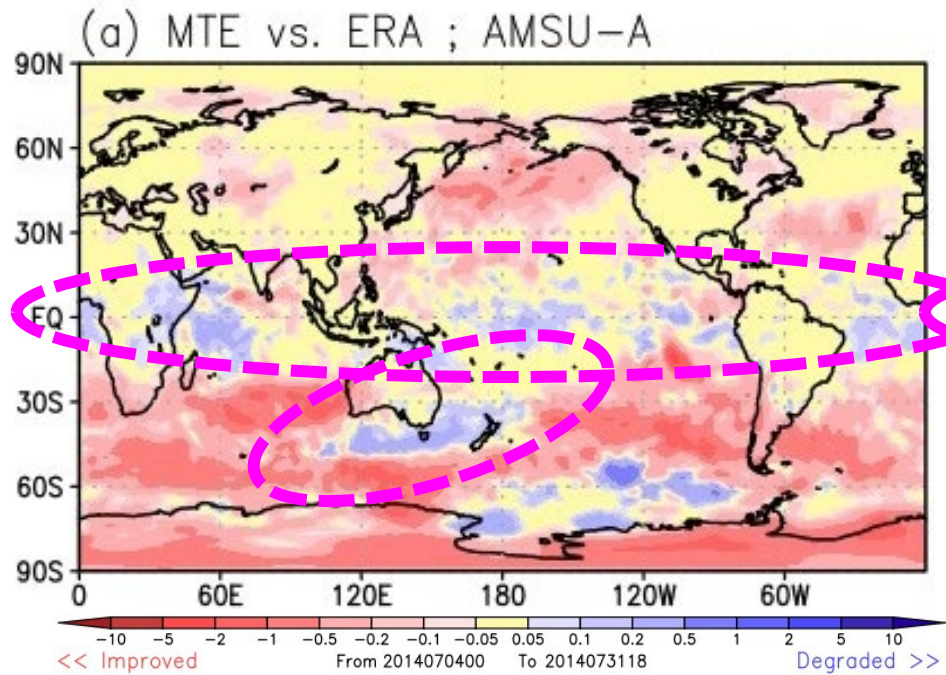 (a) MTE vs. ERA ; AMSU-A
90N
60N
30N
EQ
30S
60S
90S
0 60E 120E 180 120W 60W
-10 -5 -2 -1 -0.5 -0.2 -0.1 -0.05 0.05 0.1 0.2 0.5 1 2 5 10
<< Improved From 2014070400 To 2014073118 Degraded >>